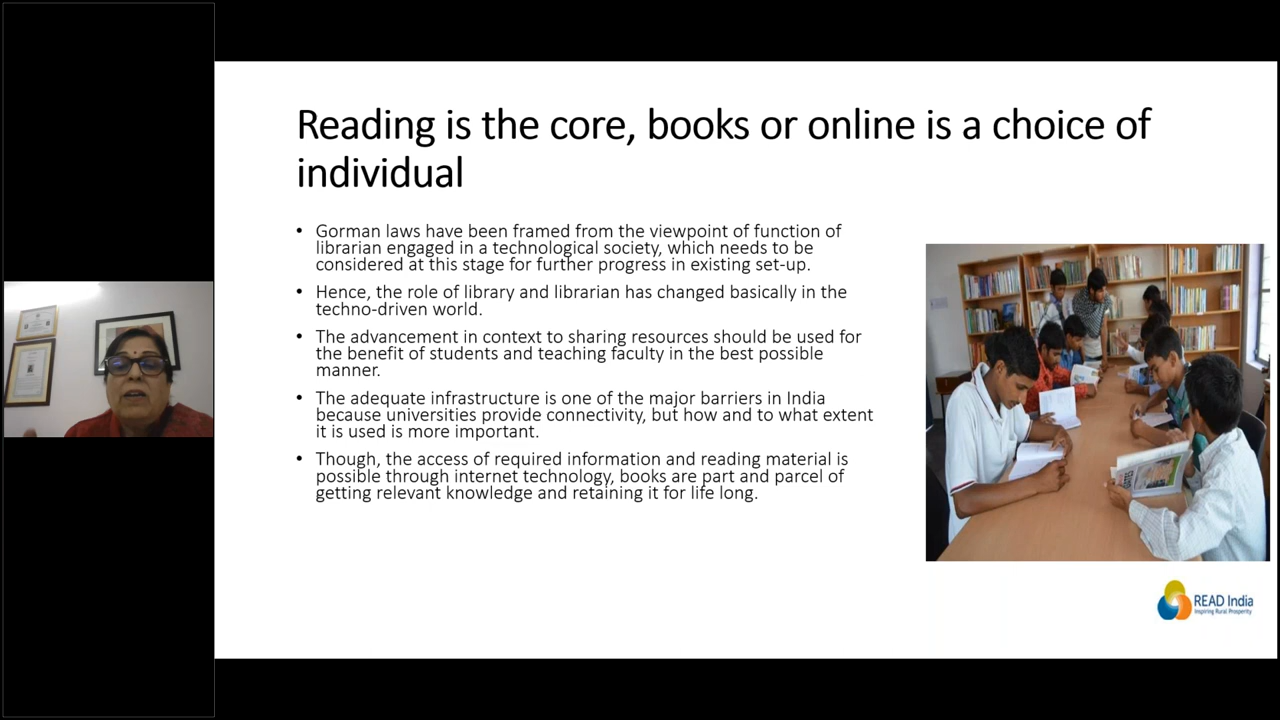 Reading is the core, books or online is a choice of
individual
• Gorman laws have been framed from the viewpoint of function of
librarian engaged in a technological society, which needs to be
considered at this stage for further progress in existing set-up.
• Hence, the role of library and librarian has changed basically in the
techno-driven world.
• The advancement in context to sharing resources should be used for
the benefit of students and teaching faculty in the best possible
manner.
• The adequate infrastructure is one of the major barriers in India
because universities provide connectivity, but how and to what extent
it is used is more important.
• Though, the access of required information and reading material is
possible through internet technology, books are part and parcel of
getting relevant knowledge and retaining it for life long.
READ India
Inspiring Rural Prosperity